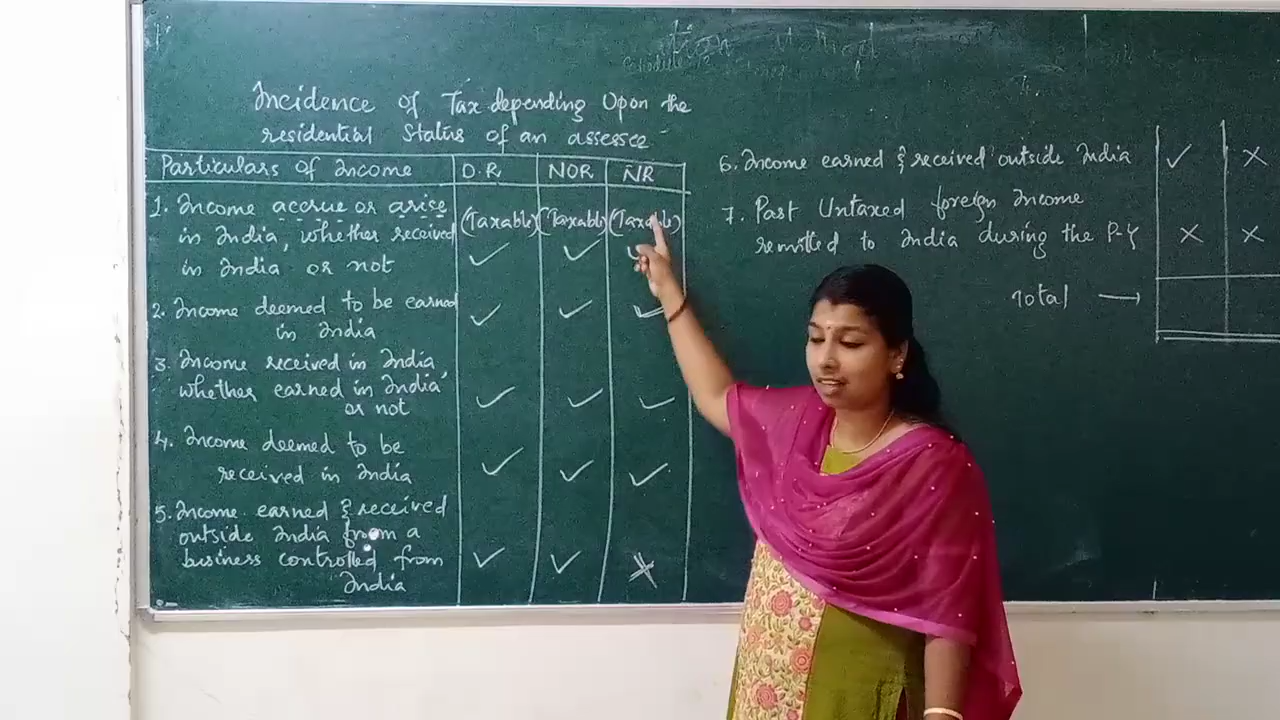 Incidence of Tax depending Upon the
residential Status of an assessee
Particulars of Income O.R NOR NR
1. Income accrue or arise (Taxable) (Taxable) (Taxable)
in India, whether received
in India or not ✓ ✓ ✓
2. Income deemed to be earned ✓ ✓ ✓
in India
3. Income received in India
whether earned in India
or not ✓ ✓ ✓
4. Income deemed to be
received in India ✓ ✓ ✓
5. Income earned & received
outside India from a
business controlled from ✓ ✓ ✗
India
6. Income earned & received outside India ✓ ✗
7. Past Untaxed foreign Income
remitted to India during the P-Y ✗ ✗
Total →